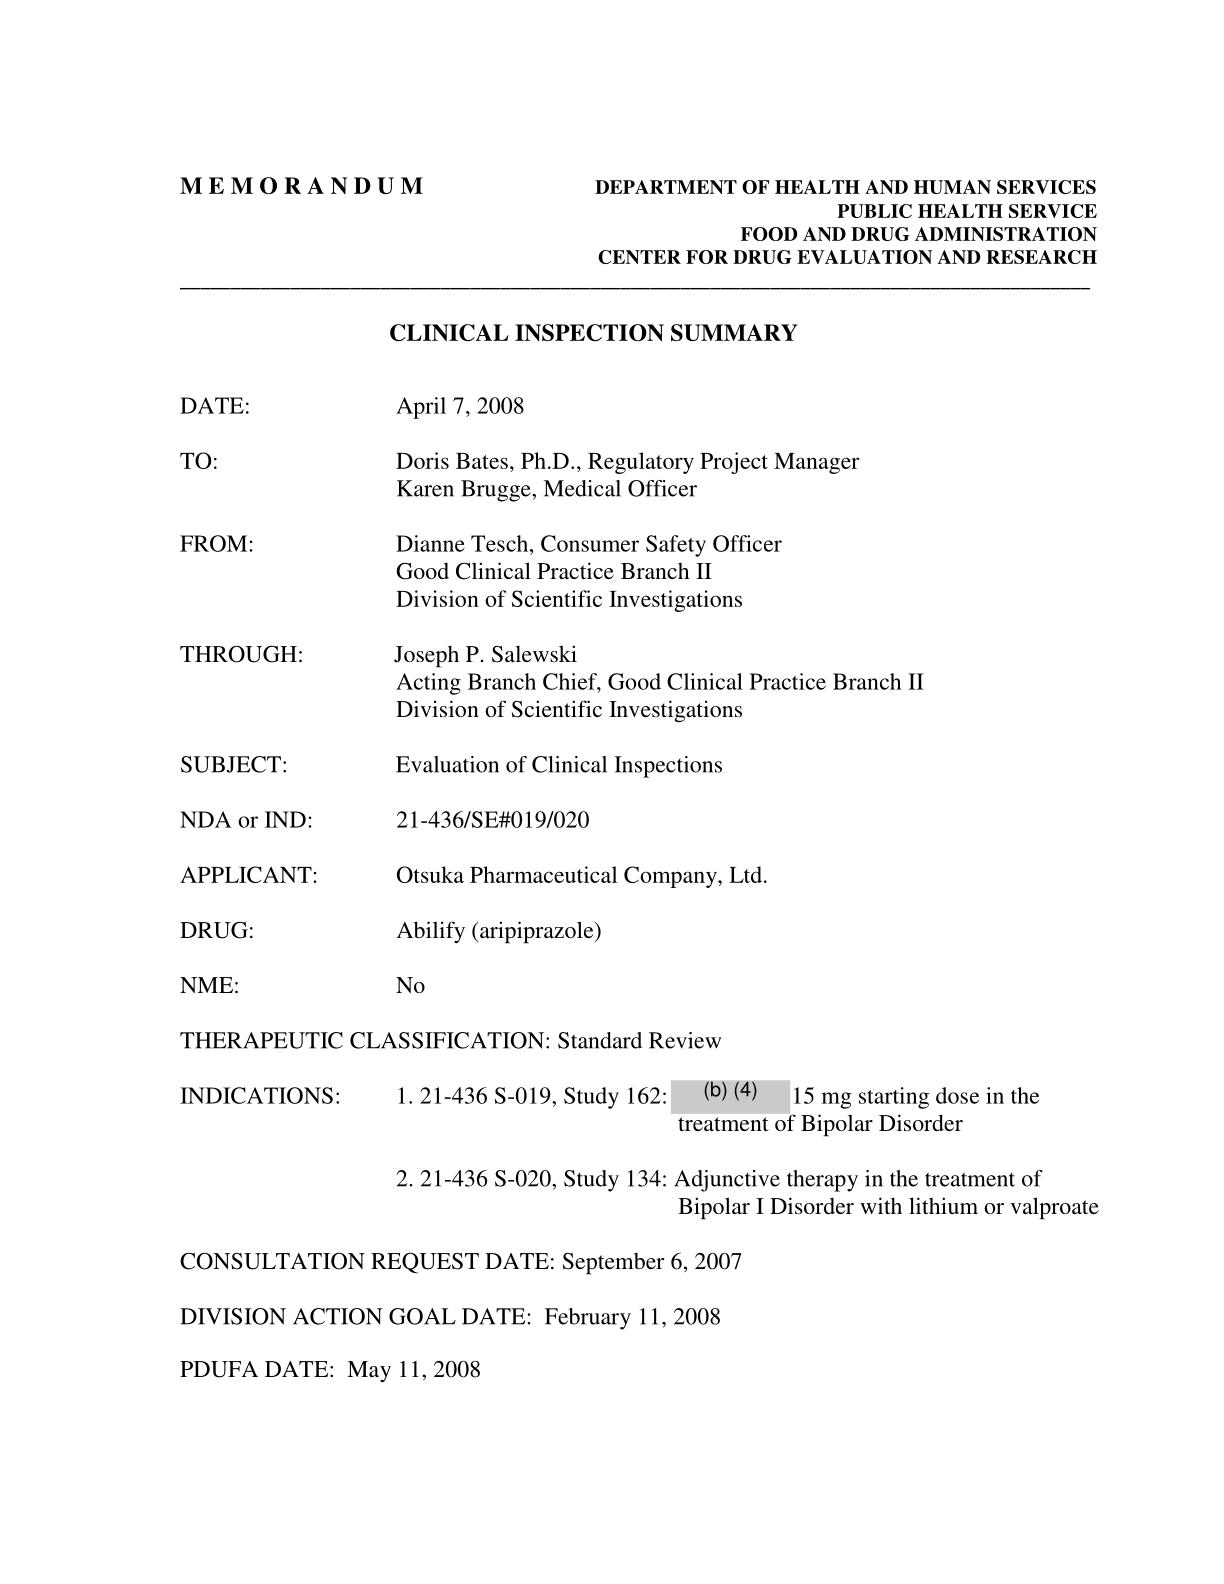 M E M O R A N D U M DEPARTMENT OF HEALTH AND HUMAN SERVICES
PUBLIC HEALTH SERVICE
FOOD AND DRUG ADMINISTRATION
CENTER FOR DRUG EVALUATION AND RESEARCH
CLINICAL INSPECTION SUMMARY
DATE: April 7, 2008
TO: Doris Bates, Ph.D., Regulatory Project Manager
Karen Brugge, Medical Officer
FROM: Dianne Tesch, Consumer Safety Officer
Good Clinical Practice Branch II
Division of Scientific Investigations
THROUGH: Joseph P. Salewski
Acting Branch Chief, Good Clinical Practice Branch II
Division of Scientific Investigations
SUBJECT: Evaluation of Clinical Inspections
NDA or IND: 21-436/SE#019/020
APPLICANT: Otsuka Pharmaceutical Company, Ltd.
DRUG: Abilify (aripiprazole)
NME: No
THERAPEUTIC CLASSIFICATION: Standard Review
INDICATIONS: 1. 21-436 S-019, Study 162: (b) (4) 15 mg starting dose in the
treatment of Bipolar Disorder
2. 21-436 S-020, Study 134: Adjunctive therapy in the treatment of
Bipolar I Disorder with lithium or valproate
CONSULTATION REQUEST DATE: September 6, 2007
DIVISION ACTION GOAL DATE: February 11, 2008
PDUFA DATE: May 11, 2008